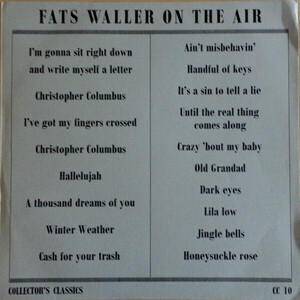 FATS WALLER ON THE AIR
I'm gonna sit right down
and write myself a letter
Christopher Columbus
I've got my fingers crossed
Christopher Columbus
Hallelujah
A thousand dreams of you
Winter Weather
Cash for your trash
Ain't misbehavin'
Handful of keys
It's a sin to tell a lie
Until the real thing
comes along
Crazy 'bout my baby
Old Grandad
Dark eyes
Lila low
Jingle bells
Honeysuckle rose
COLLECTOR'S CLASSICS
CC 10